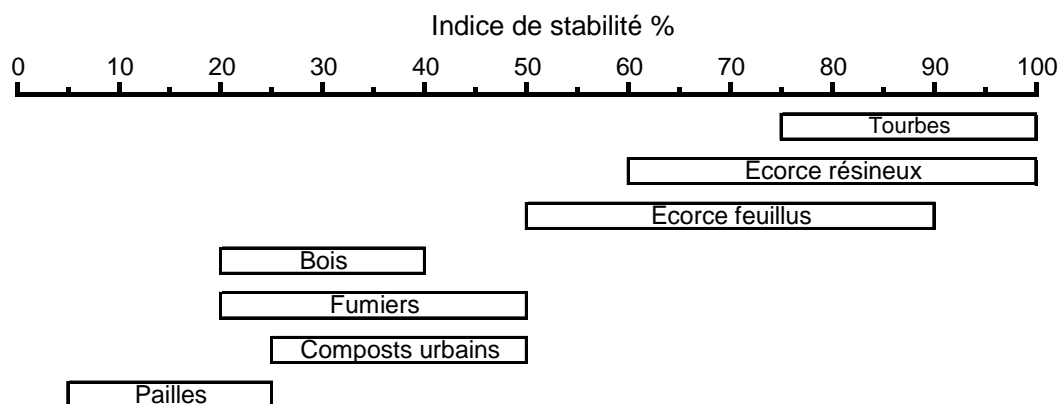 Indice de stabilité %
0 10 20 30 40 50 60 70 80 90 100
Tourbes
Ecorce résineux
Ecorce feuillus
Bois
Fumiers
Composts urbains
Pailles